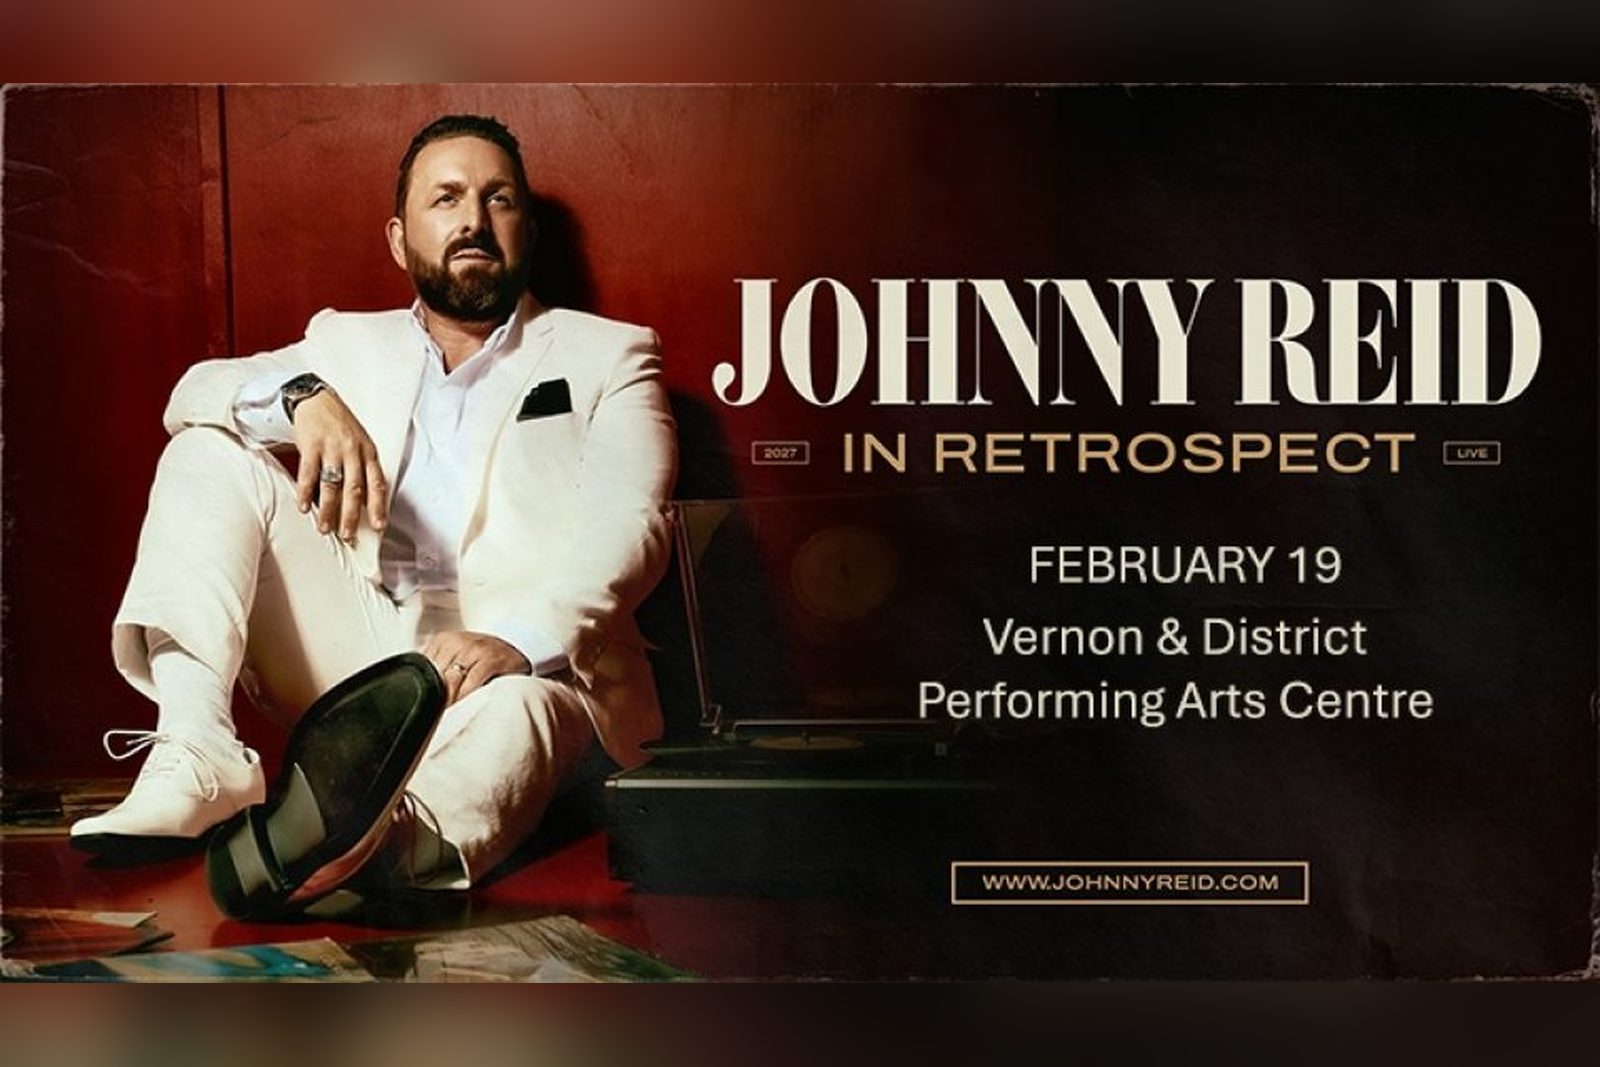 JOHNNY REID
2027 IN RETROSPECT LIVE
FEBRUARY 19
Vernon & District
Performing Arts Centre
WWW.JOHNNYREID.COM